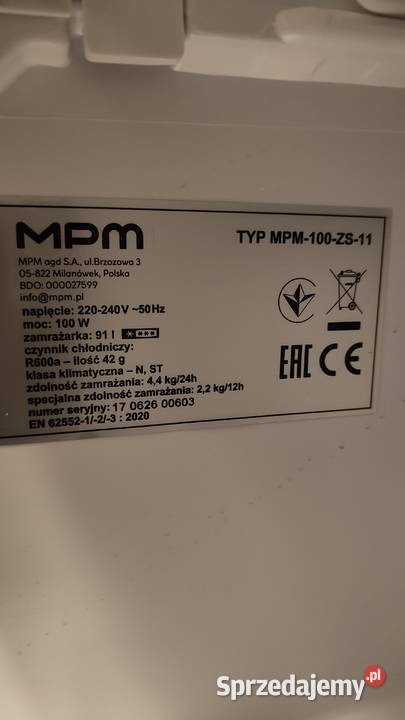 MPM
TYP MPM-100-ZS-11
MPM agd S.A., ul.Brzozowa 3
05-822 Milanówek, Polska
BDO: 000027599
info@mpm.pl
napięcie: 220-240V ~50Hz
moc: 100 W
zamrażarka: 91 l
czynnik chłodniczy:
R600a – ilość 42 g
klasa klimatyczna – N, ST
zdolność zamrażania: 4,4 kg/24h
specjalna zdolność zamrażania: 2,2 kg/12h
numer seryjny: 17 0626 00603
EN 62552-1/-2/-3 : 2020
EAC CE
Sprzedajemy.pl